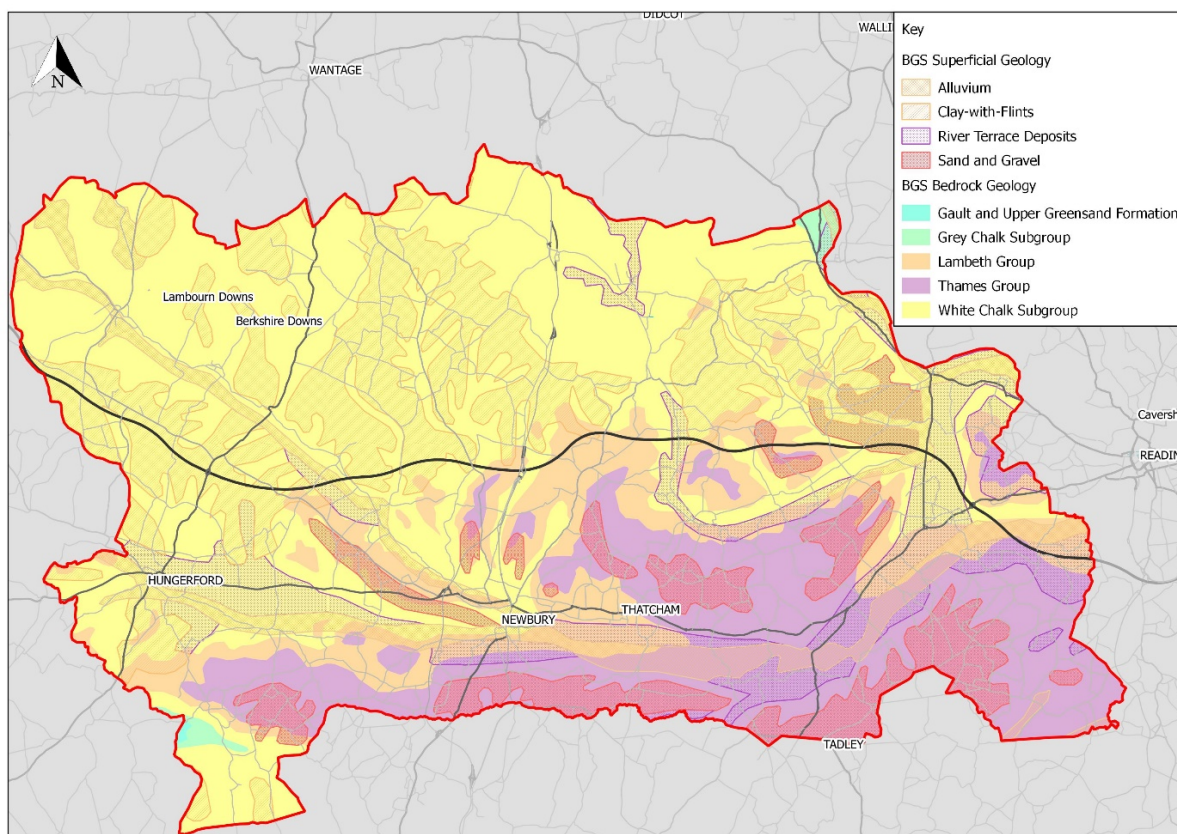 DIDCOT
WALLI
WANTAGE
N
Key
BGS Superficial Geology
Alluvium
Clay-with-Flints
River Terrace Deposits
Sand and Gravel
BGS Bedrock Geology
Gault and Upper Greensand Formation
Grey Chalk Subgroup
Lambeth Group
Thames Group
White Chalk Subgroup
Lambourn Downs
Berkshire Downs
Caversh
READIN
HUNGERFORD
NEWBURY
THATCHAM
TADLEY